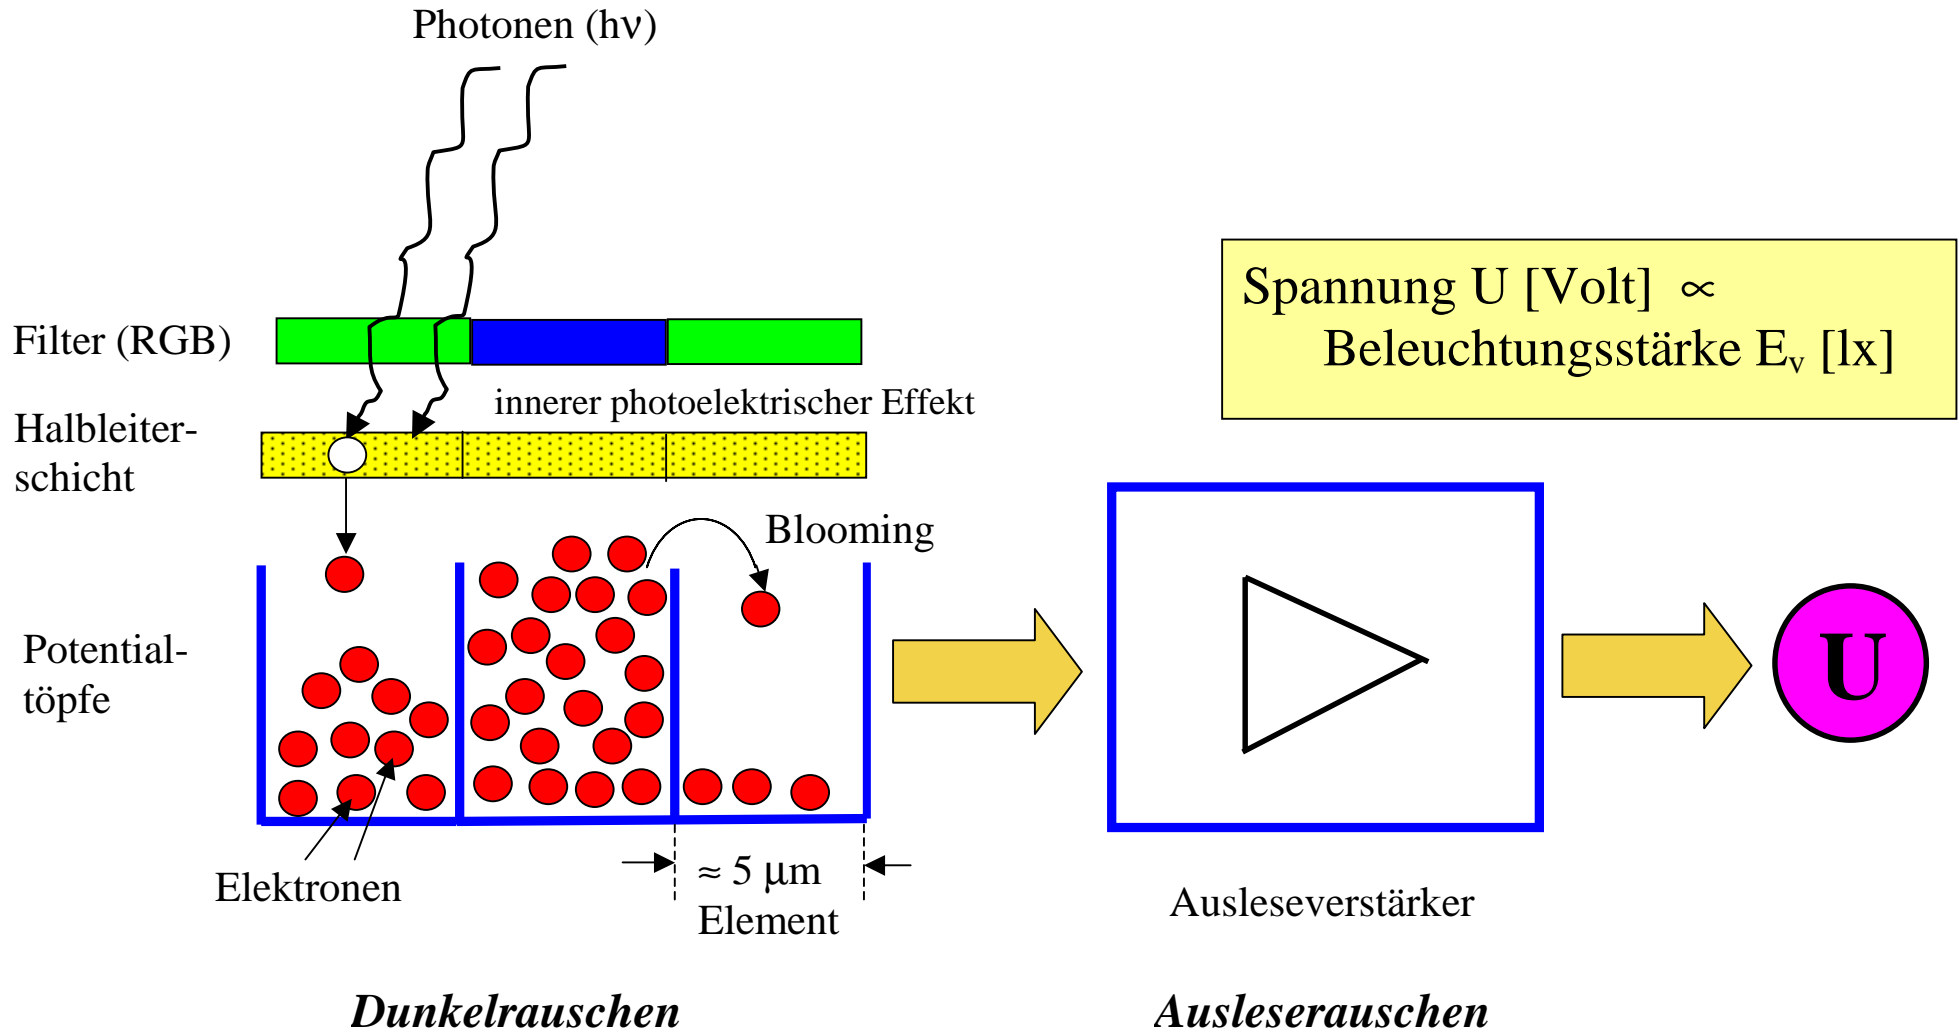 Photonen (hν)
Filter (RGB)
innerer photoelektrischer Effekt
Halbleiter-
schicht
Spannung U [Volt] ∝
Beleuchtungsstärke Eᵥ [lx]
Blooming
Potential-
töpfe
U
Elektronen
≈ 5 μm
Element
Ausleseverstärker
Dunkelrauschen
Ausleserauschen